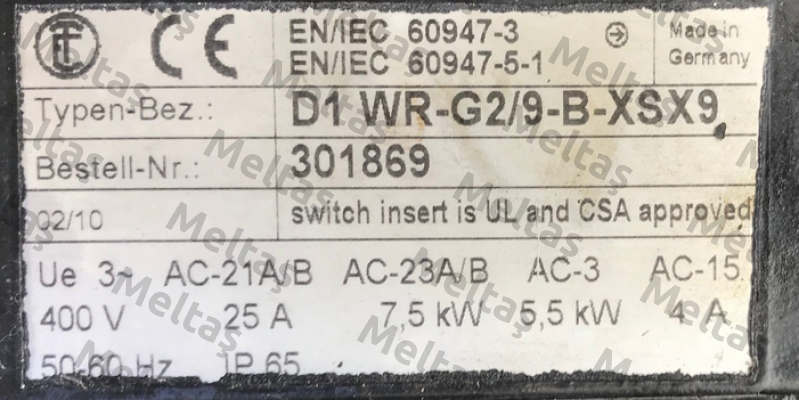 CE EN/IEC 60947-3 Made in
EN/IEC 60947-5-1 Germany
Typen-Bez.: D1 WR-G2/9-B-XSX9
Bestell-Nr.: 301869
02/10 switch insert is UL and CSA approved
Ue 3~ AC-21A/B AC-23A/B AC-3 AC-15
400 V 25 A 7,5 kW 5,5 kW 4 A
50-60 Hz IP 65
Meltaş